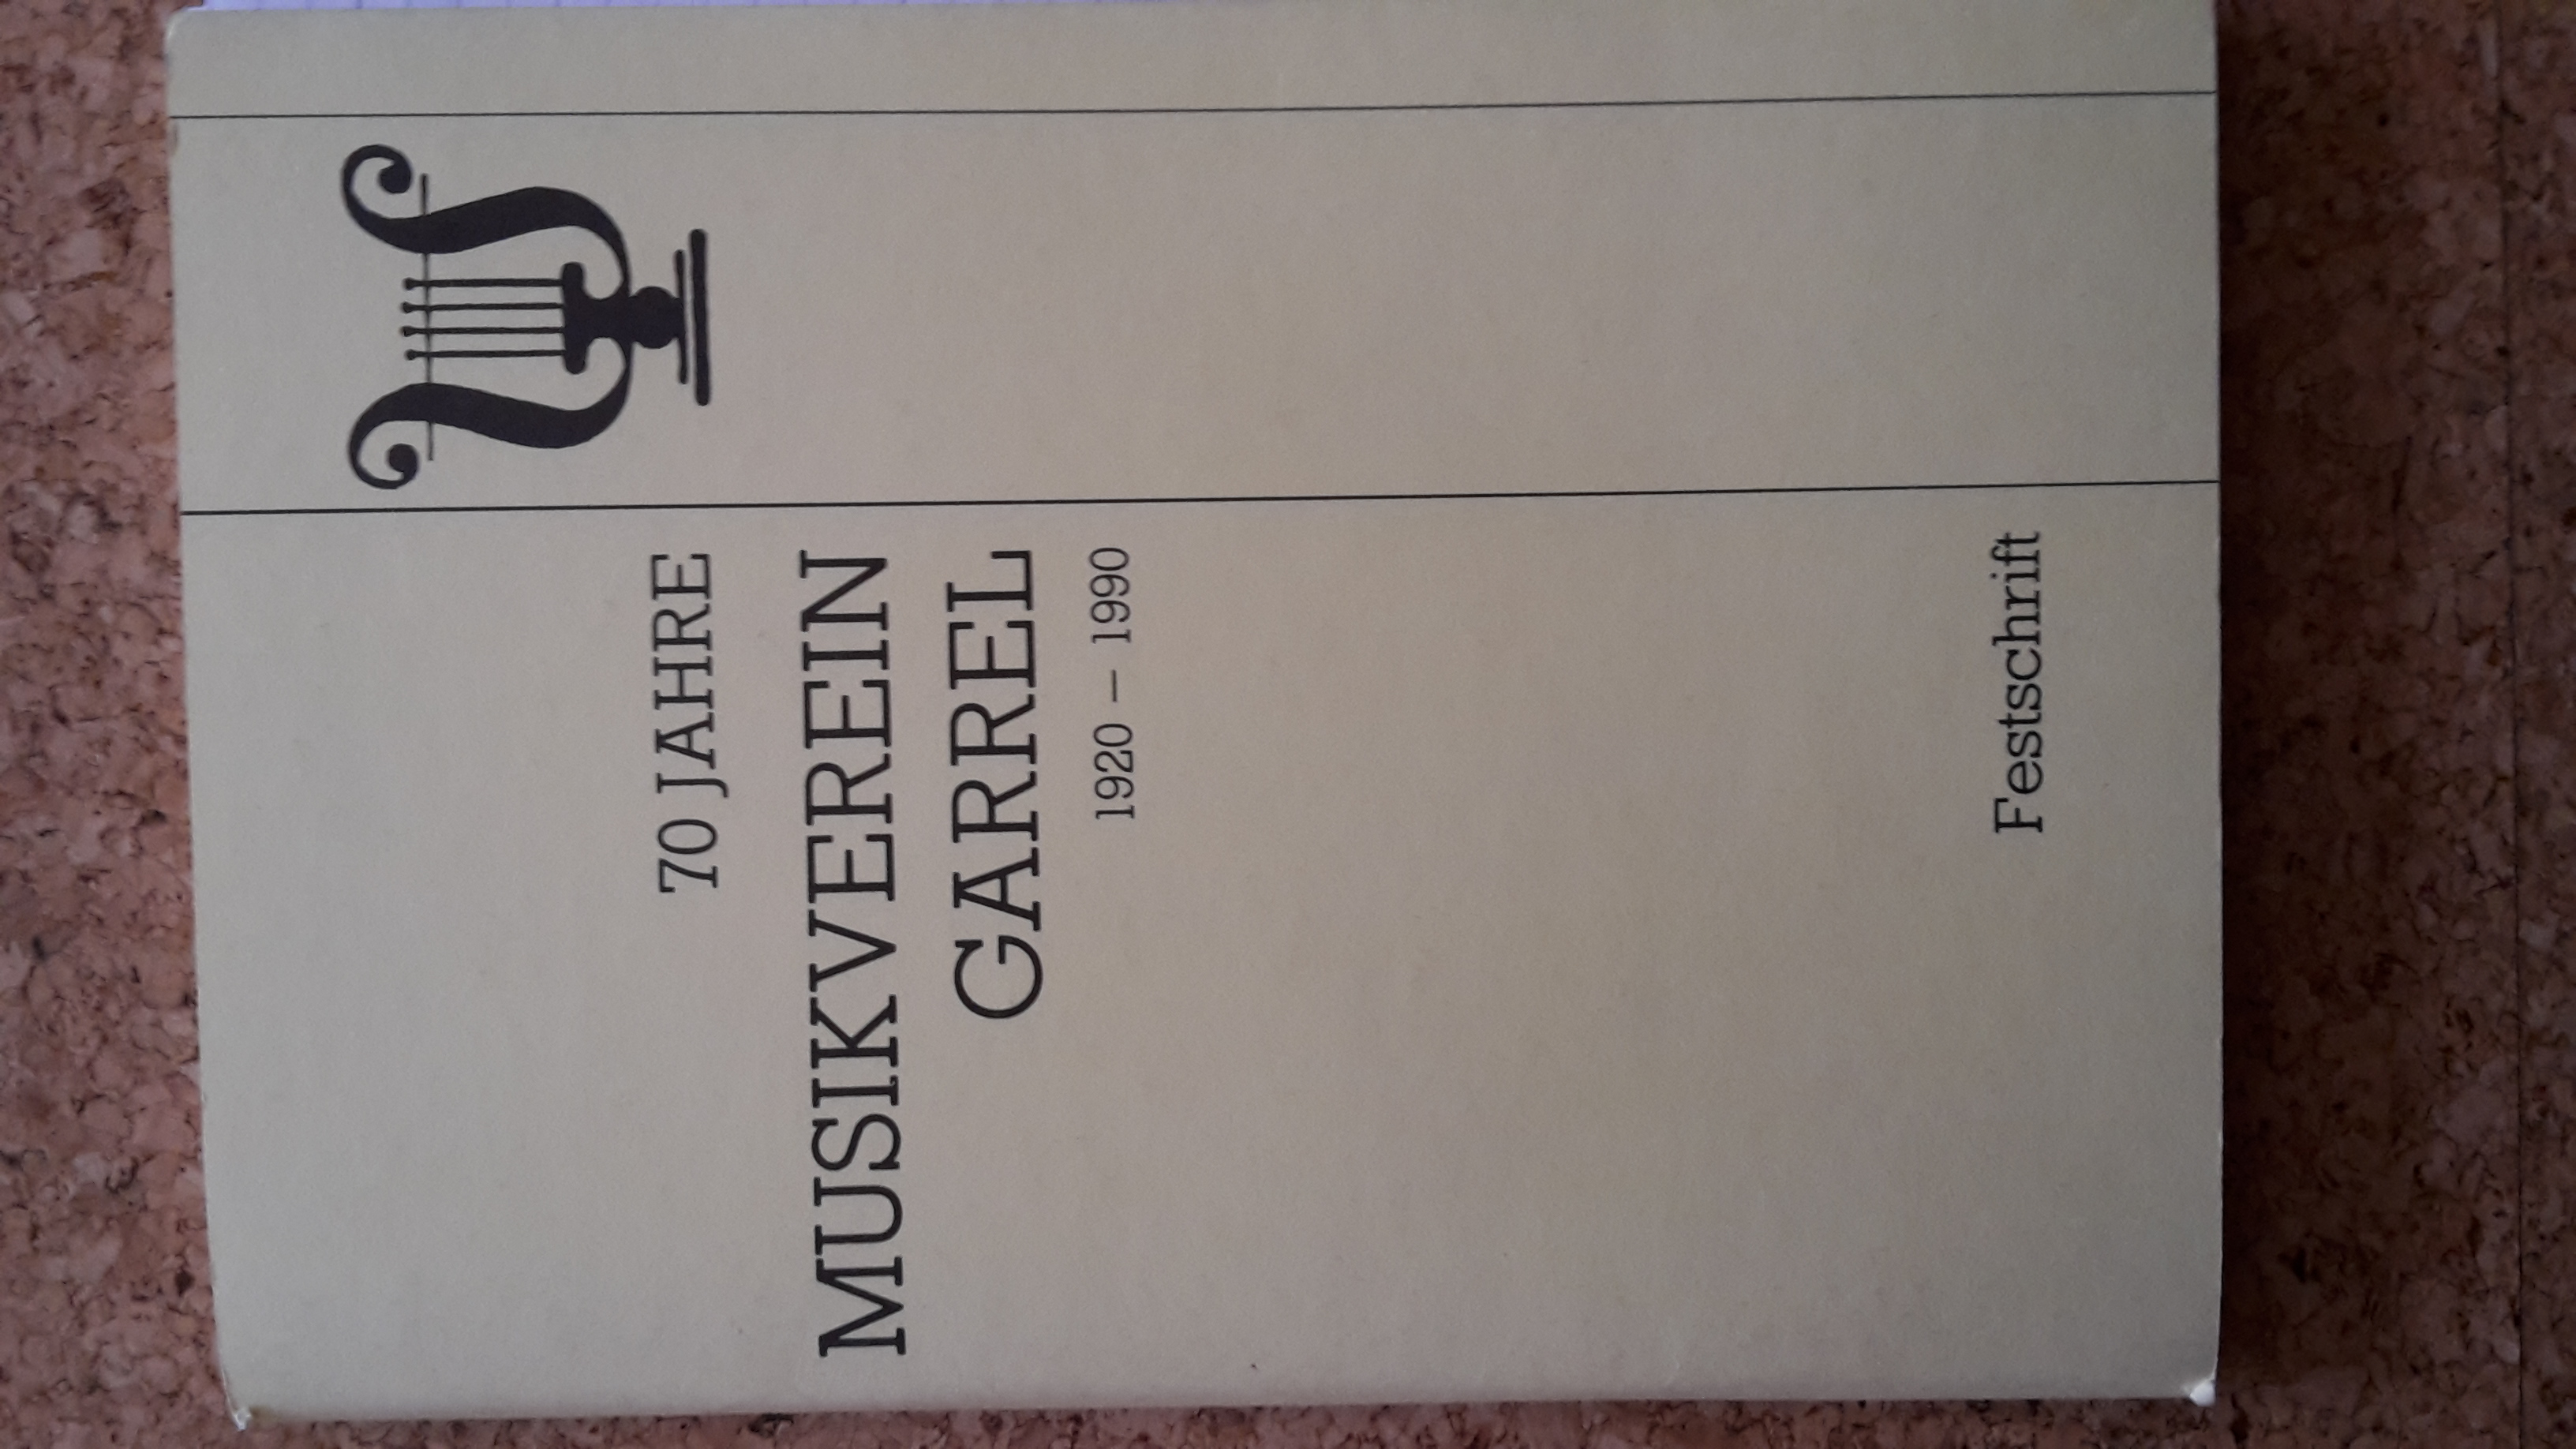 70 JAHRE
MUSIKVEREIN
GARREL
1920 – 1990
Festschrift